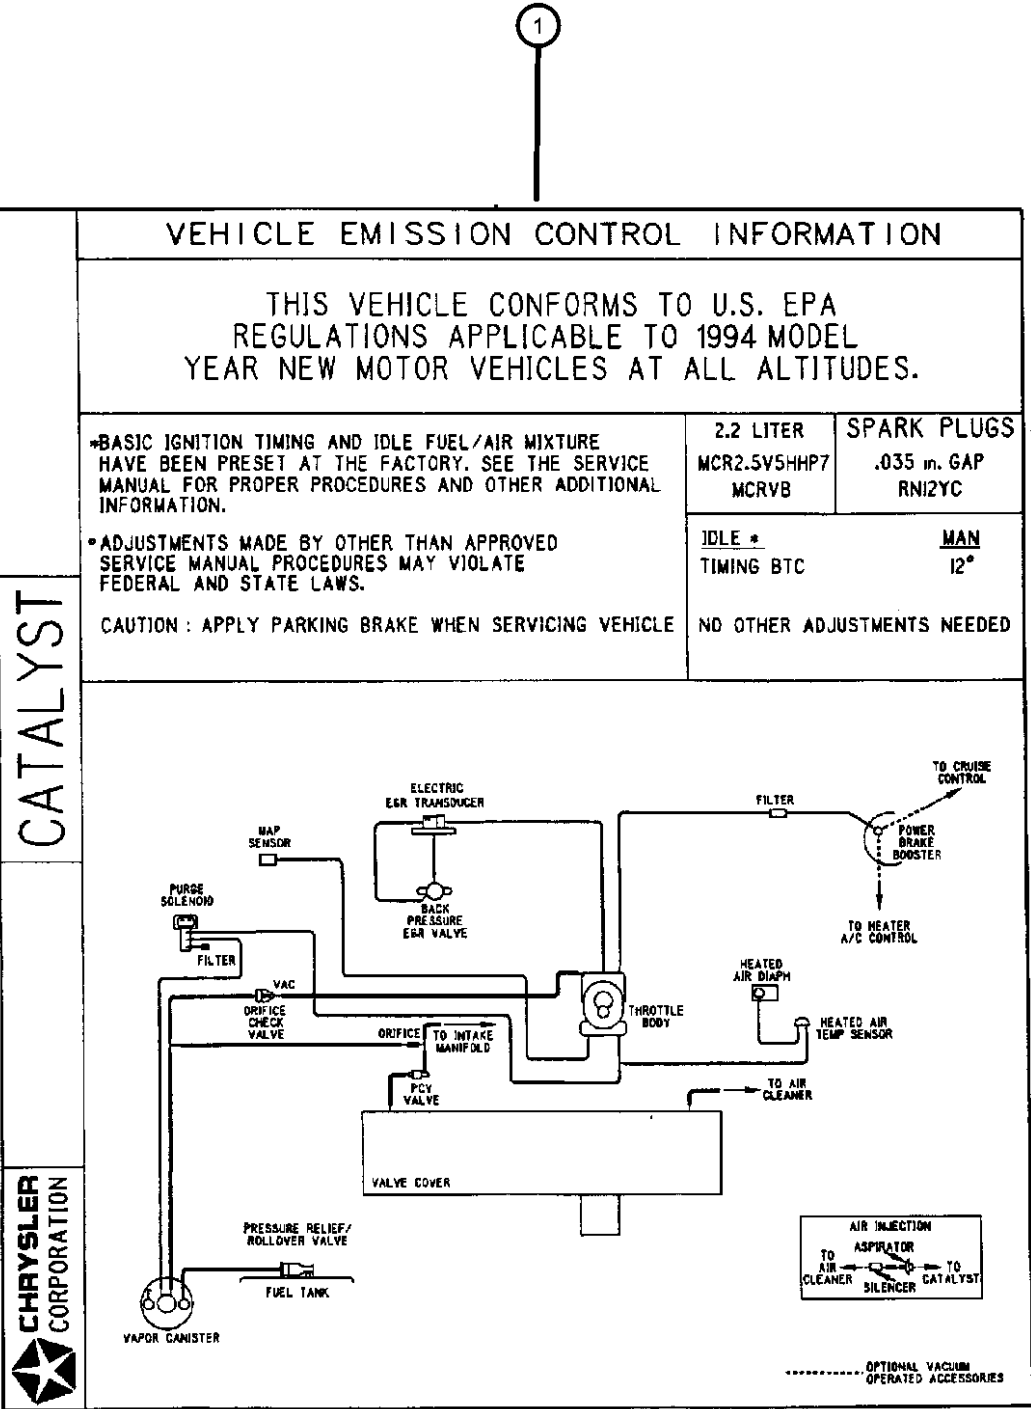 1
VEHICLE EMISSION CONTROL INFORMATION
THIS VEHICLE CONFORMS TO U.S. EPA
REGULATIONS APPLICABLE TO 1994 MODEL
YEAR NEW MOTOR VEHICLES AT ALL ALTITUDES.
*BASIC IGNITION TIMING AND IDLE FUEL/AIR MIXTURE
HAVE BEEN PRESET AT THE FACTORY. SEE THE SERVICE
MANUAL FOR PROPER PROCEDURES AND OTHER ADDITIONAL
INFORMATION.
•ADJUSTMENTS MADE BY OTHER THAN APPROVED
SERVICE MANUAL PROCEDURES MAY VIOLATE
FEDERAL AND STATE LAWS.
CAUTION : APPLY PARKING BRAKE WHEN SERVICING VEHICLE
2.2 LITER
MCR2.5V5HHP7
MCRVB
SPARK PLUGS
.035 in. GAP
RN12YC
IDLE * MAN
TIMING BTC 12°
NO OTHER ADJUSTMENTS NEEDED
CATALYST
CHRYSLER
CORPORATION
ELECTRIC
EGR TRANSDUCER
MAP
SENSOR
PURGE
SOLENOID
FILTER
BACK
PRESSURE
EGR VALVE
FILTER
TO CRUISE
CONTROL
POWER
BRAKE
BOOSTER
TO HEATER
A/C CONTROL
HEATED
AIR DIAPH
VAC
ORIFICE
CHECK
VALVE
ORIFICE
TO INTAKE
MANIFOLD
THROTTLE
BODY
HEATED AIR
TEMP SENSOR
PCV
VALVE
TO AIR
CLEANER
VALVE COVER
PRESSURE RELIEF/
ROLLOVER VALVE
FUEL TANK
VAPOR CANISTER
AIR INJECTION
ASPIRATOR
TO
AIR
CLEANER
SILENCER
TO
CATALYST
OPTIONAL VACUUM
OPERATED ACCESSORIES